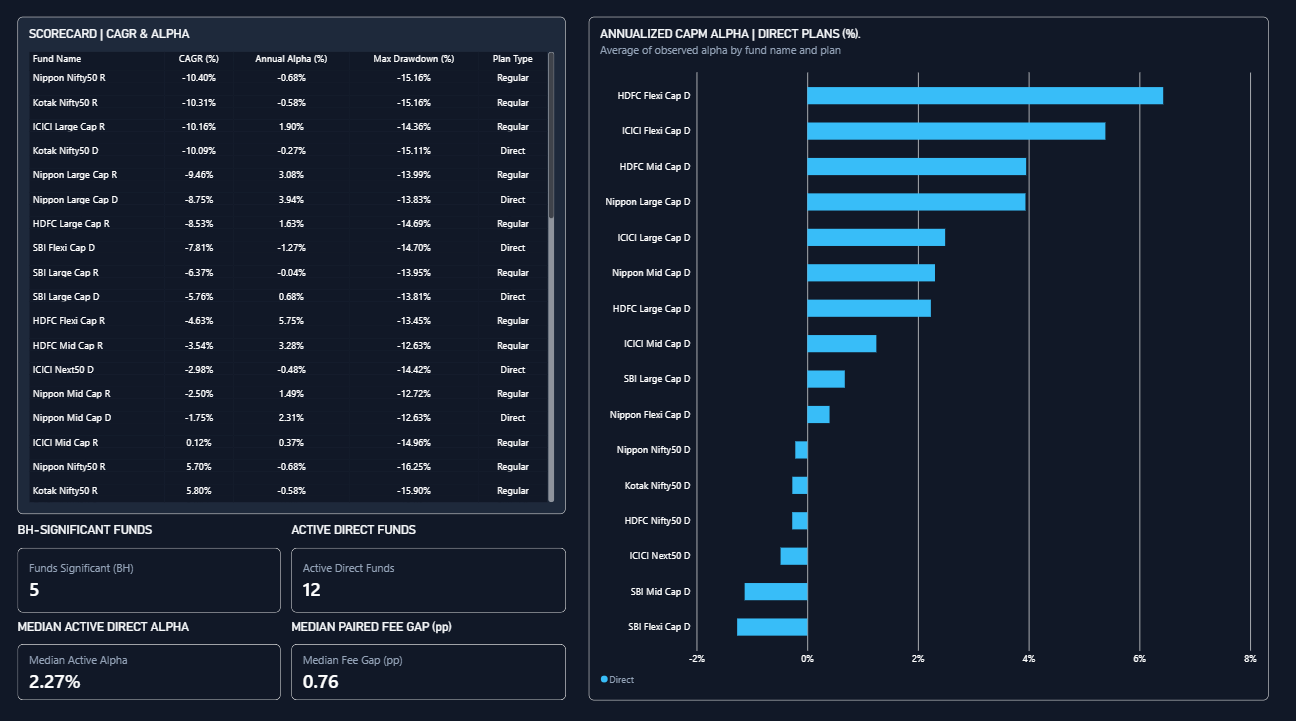 SCORECARD | CAGR & ALPHA
Fund Name CAGR (%) Annual Alpha (%) Max Drawdown (%) Plan Type
Nippon Nifty50 R -10.40% -0.68% -15.16% Regular
Kotak Nifty50 R -10.31% -0.58% -15.16% Regular
ICICI Large Cap R -10.16% 1.90% -14.36% Regular
Kotak Nifty50 D -10.09% -0.27% -15.11% Direct
Nippon Large Cap R -9.46% 3.08% -13.99% Regular
Nippon Large Cap D -8.75% 3.94% -13.83% Direct
HDFC Large Cap R -8.53% 1.63% -14.69% Regular
SBI Flexi Cap D -7.81% -1.27% -14.70% Direct
SBI Large Cap R -6.37% -0.04% -13.95% Regular
SBI Large Cap D -5.76% 0.68% -13.81% Direct
HDFC Flexi Cap R -4.63% 5.75% -13.45% Regular
HDFC Mid Cap R -3.54% 3.28% -12.63% Regular
ICICI Next50 D -2.98% -0.48% -14.42% Direct
Nippon Mid Cap R -2.50% 1.49% -12.72% Regular
Nippon Mid Cap D -1.75% 2.31% -12.63% Direct
ICICI Mid Cap R 0.12% 0.37% -14.96% Regular
Nippon Nifty50 R 5.70% -0.68% -16.25% Regular
Kotak Nifty50 R 5.80% -0.58% -15.90% Regular
BH-SIGNIFICANT FUNDS
Funds Significant (BH)
5
ACTIVE DIRECT FUNDS
Active Direct Funds
12
MEDIAN ACTIVE DIRECT ALPHA
Median Active Alpha
2.27%
MEDIAN PAIRED FEE GAP (pp)
Median Fee Gap (pp)
0.76
ANNUALIZED CAPM ALPHA | DIRECT PLANS (%).
Average of observed alpha by fund name and plan
HDFC Flexi Cap D
ICICI Flexi Cap D
HDFC Mid Cap D
Nippon Large Cap D
ICICI Large Cap D
Nippon Mid Cap D
HDFC Large Cap D
ICICI Mid Cap D
SBI Large Cap D
Nippon Flexi Cap D
Nippon Nifty50 D
Kotak Nifty50 D
HDFC Nifty50 D
ICICI Next50 D
SBI Mid Cap D
SBI Flexi Cap D
-2% 0% 2% 4% 6% 8%
Direct